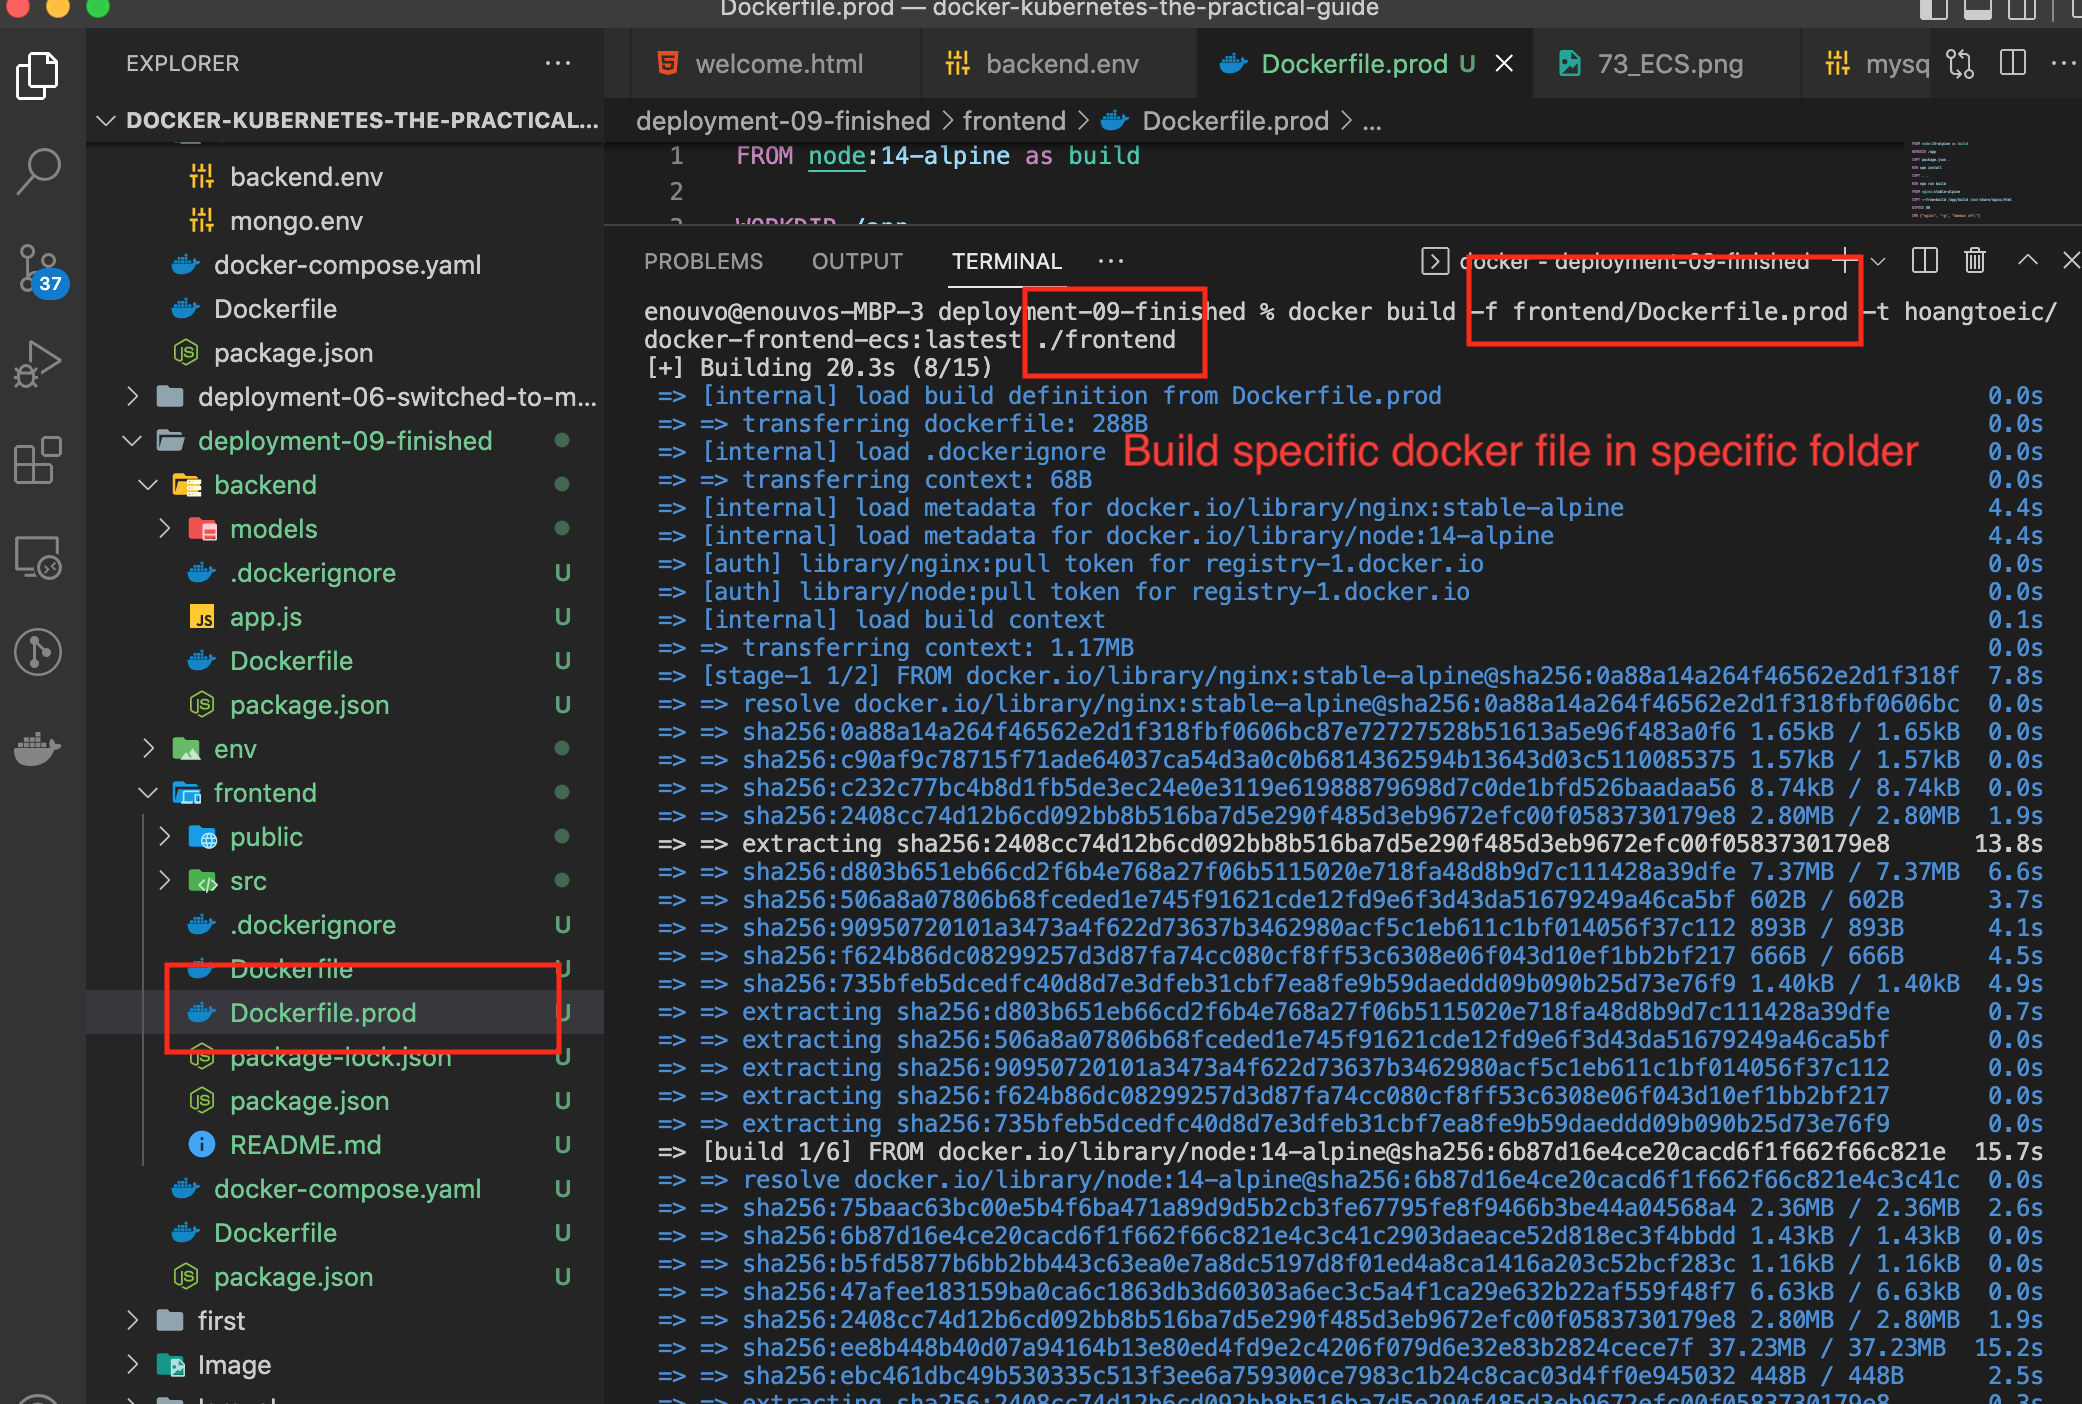 Dockerfile.prod — docker-kubernetes-the-practical-guide
EXPLORER
DOCKER-KUBERNETES-THE-PRACTICAL...
backend.env
mongo.env
docker-compose.yaml
Dockerfile
package.json
deployment-06-switched-to-m...
deployment-09-finished
backend
models
.dockerignore U
app.js U
Dockerfile U
package.json U
env
frontend
public
src
.dockerignore U
Dockerfile U
Dockerfile.prod U
package-lock.json U
package.json U
README.md U
docker-compose.yaml U
Dockerfile U
package.json U
first
Image
37
welcome.html
backend.env
Dockerfile.prod U
73_ECS.png
mysq
deployment-09-finished > frontend > Dockerfile.prod > ...
1 FROM node:14-alpine as build
2
3 WORKDIR /app
PROBLEMS OUTPUT TERMINAL ...
docker - deployment-09-finished
enouvo@enouvos-MBP-3 deployment-09-finished % docker build -f frontend/Dockerfile.prod -t hoangtoeic/
docker-frontend-ecs:lastest ./frontend
[+] Building 20.3s (8/15)
=> [internal] load build definition from Dockerfile.prod 0.0s
=> => transferring dockerfile: 288B 0.0s
=> [internal] load .dockerignore 0.0s
Build specific docker file in specific folder
=> => transferring context: 68B 0.0s
=> [internal] load metadata for docker.io/library/nginx:stable-alpine 4.4s
=> [internal] load metadata for docker.io/library/node:14-alpine 4.4s
=> [auth] library/nginx:pull token for registry-1.docker.io 0.0s
=> [auth] library/node:pull token for registry-1.docker.io 0.0s
=> [internal] load build context 0.1s
=> => transferring context: 1.17MB 0.0s
=> [stage-1 1/2] FROM docker.io/library/nginx:stable-alpine@sha256:0a88a14a264f46562e2d1f318f 7.8s
=> => resolve docker.io/library/nginx:stable-alpine@sha256:0a88a14a264f46562e2d1f318fbf0606bc 0.0s
=> => sha256:0a88a14a264f46562e2d1f318fbf0606bc87e72727528b51613a5e96f483a0f6 1.65kB / 1.65kB 0.0s
=> => sha256:c90af9c78715f71ade64037ca54d3a0c0b6814362594b13643d03c5110085375 1.57kB / 1.57kB 0.0s
=> => sha256:c232c77bc4b8d1fb5de3ec24e0e3119e61988879698d7c0de1bfd526baadaa56 8.74kB / 8.74kB 0.0s
=> => sha256:2408cc74d12b6cd092bb8b516ba7d5e290f485d3eb9672efc00f0583730179e8 2.80MB / 2.80MB 1.9s
=> => extracting sha256:2408cc74d12b6cd092bb8b516ba7d5e290f485d3eb9672efc00f0583730179e8 13.8s
=> => sha256:d803b651eb66cd2f6b4e768a27f06b5115020e718fa48d8b9d7c111428a39dfe 7.37MB / 7.37MB 6.6s
=> => sha256:506a8a07806b68fceded1e745f91621cde12fd9e6f3d43da51679249a46ca5bf 602B / 602B 3.7s
=> => sha256:90950720101a3473a4f622d73637b3462980acf5c1eb611c1bf014056f37c112 893B / 893B 4.1s
=> => sha256:f624b86dc08299257d3d87fa74cc080cf8ff53c6308e06f043d10ef1bb2bf217 666B / 666B 4.5s
=> => sha256:735bfeb5dcedfc40d8d7e3dfeb31cbf7ea8fe9b59daeddd09b090b25d73e76f9 1.40kB / 1.40kB 4.9s
=> => extracting sha256:d803b651eb66cd2f6b4e768a27f06b5115020e718fa48d8b9d7c111428a39dfe 0.7s
=> => extracting sha256:506a8a07806b68fceded1e745f91621cde12fd9e6f3d43da51679249a46ca5bf 0.0s
=> => extracting sha256:90950720101a3473a4f622d73637b3462980acf5c1eb611c1bf014056f37c112 0.0s
=> => extracting sha256:f624b86dc08299257d3d87fa74cc080cf8ff53c6308e06f043d10ef1bb2bf217 0.0s
=> => extracting sha256:735bfeb5dcedfc40d8d7e3dfeb31cbf7ea8fe9b59daeddd09b090b25d73e76f9 0.0s
=> [build 1/6] FROM docker.io/library/node:14-alpine@sha256:6b87d16e4ce20cacd6f1f662f66c821e 15.7s
=> => resolve docker.io/library/node:14-alpine@sha256:6b87d16e4ce20cacd6f1f662f66c821e4c3c41c 0.0s
=> => sha256:75baac63bc00e5b4f6ba471a89d9d5b2cb3fe67795fe8f9466b3be44a04568a4 2.36MB / 2.36MB 2.6s
=> => sha256:6b87d16e4ce20cacd6f1f662f66c821e4c3c41c2903daeace52d818ec3f4bbdd 1.43kB / 1.43kB 0.0s
=> => sha256:b5fd5877b6bb2bb443c63ea0e7a8dc5197d8f01ed4a8ca1416a203c52bcf283c 1.16kB / 1.16kB 0.0s
=> => sha256:47afee183159ba0ca6c1863db3d60303a6ec3c5a4f1ca29e632b22af559f48f7 6.63kB / 6.63kB 0.0s
=> => sha256:2408cc74d12b6cd092bb8b516ba7d5e290f485d3eb9672efc00f0583730179e8 2.80MB / 2.80MB 1.9s
=> => sha256:ee8b448b40d07a94164b13e80ed4fd9e2c4206f079d6e32e83b2824cece7f 37.23MB / 37.23MB 15.2s
=> => sha256:ebc461dbc49b530335c513f3ee6a759300ce7983c1b24c8cac03d4ff0e945032 448B / 448B 2.5s
=> => extracting sha256:2408cc74d12b6cd092bb8b516ba7d5e290f485d3eb9672efc00f0583730179e8 0.3s